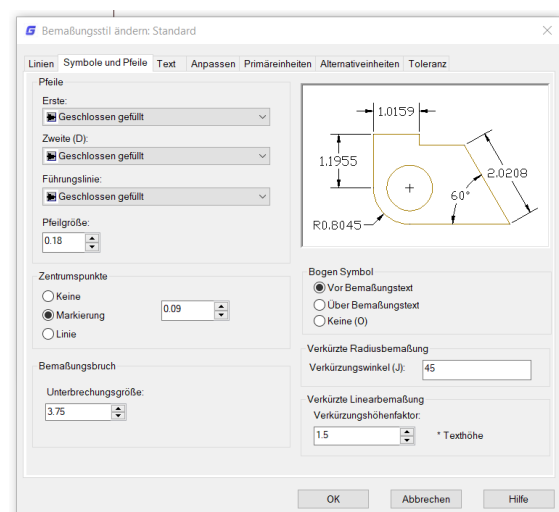 Bemaßungsstil ändern: Standard
Linien Symbole und Pfeile Text Anpassen Primäreinheiten Alternativeinheiten Toleranz
Pfeile
Erste:
Geschlossen gefüllt
Zweite (D):
Geschlossen gefüllt
Führungslinie:
Geschlossen gefüllt
Pfeilgröße:
0.18
1.0159
1.1955
2.0208
60°
R0.8045
Zentrumspunkte
Keine
Markierung
0.09
Linie
Bogen Symbol
Vor Bemaßungstext
Über Bemaßungstext
Keine (O)
Bemaßungsbruch
Unterbrechungsgröße:
3.75
Verkürzte Radiusbemaßung
Verkürzungswinkel (J): 45
Verkürzte Linearbemaßung
Verkürzungshöhenfaktor:
1.5 * Texthöhe
OK Abbrechen Hilfe